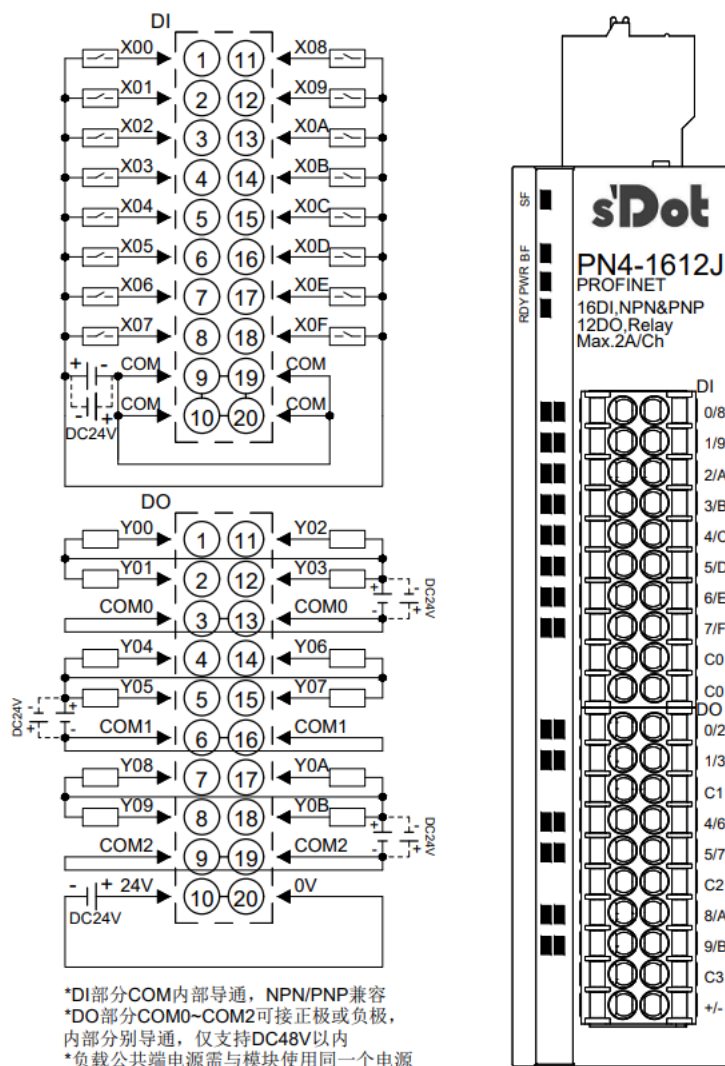 DI
X00 1 11 X08
X01 2 12 X09
X02 3 13 X0A
X03 4 14 X0B
X04 5 15 X0C
X05 6 16 X0D
X06 7 17 X0E
X07 8 18 X0F
+ - COM 9 19 COM
- + COM 10 20 COM
DC24V
DO
Y00 1 11 Y02
Y01 2 12 Y03
COM0 3 13 COM0
+ - - + DC24V
Y04 4 14 Y06
Y05 5 15 Y07
COM1 6 16 COM1
DC24V - + + -
Y08 7 17 Y0A
Y09 8 18 Y0B
COM2 9 19 COM2
+ - - + DC24V
- + 24V 10 20 0V
DC24V
*DI部分COM内部导通，NPN/PNP兼容
*DO部分COM0~COM2可接正极或负极，
内部分别导通，仅支持DC48V以内
*负载公共端电源需与模块使用同一个电源
SF
RDY PWR BF
s'Dot
PN4-1612J
PROFINET
16DI,NPN&PNP
12DO,Relay
Max.2A/Ch
DI
0/8
1/9
2/A
3/B
4/C
5/D
6/E
7/F
C0
C0
DO
0/2
1/3
C1
4/6
5/7
C2
8/A
9/B
C3
+/-